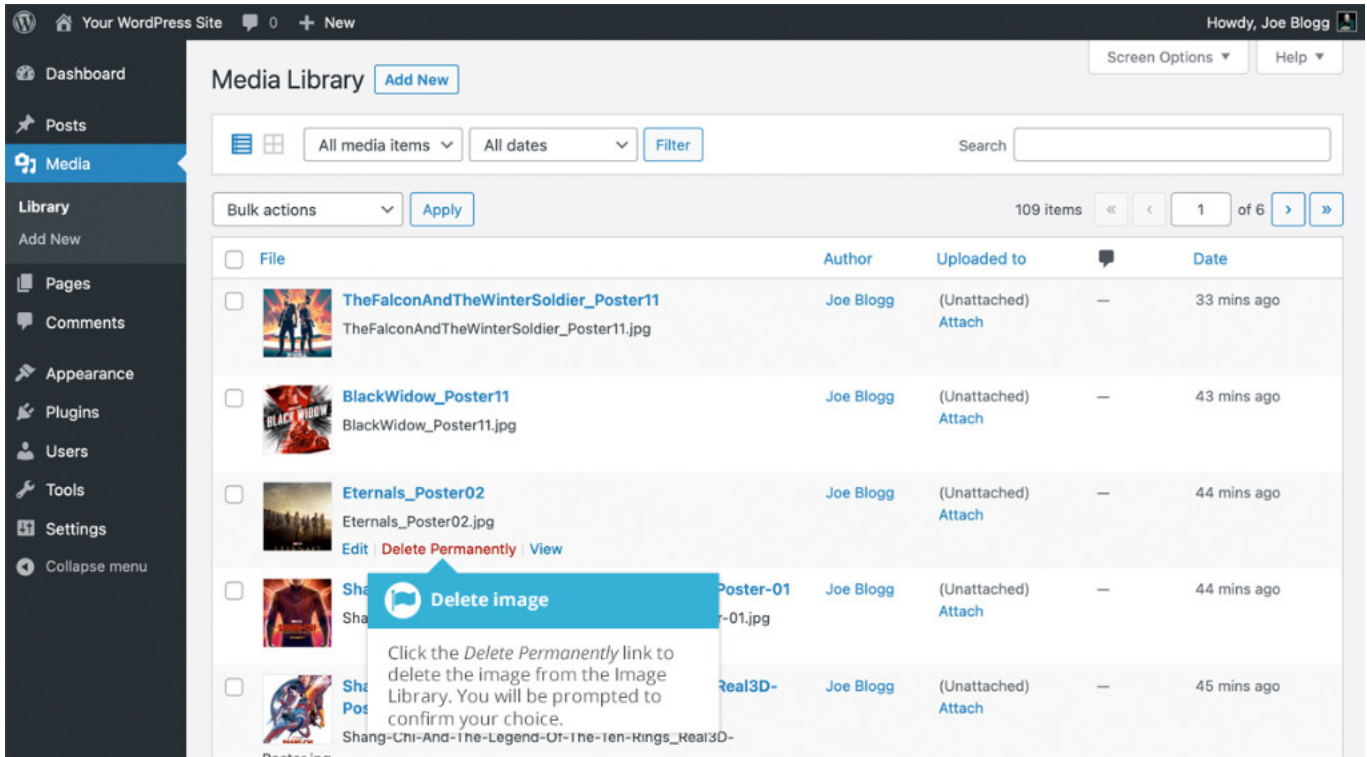 Your WordPress Site 0 + New Howdy, Joe Blogg
Screen Options Help
Dashboard
Posts
Media
Library
Add New
Pages
Comments
Appearance
Plugins
Users
Tools
Settings
Collapse menu
Media Library Add New
All media items All dates Filter Search
Bulk actions Apply 109 items « ‹ 1 of 6 › »
File Author Uploaded to Date
TheFalconAndTheWinterSoldier_Poster11 Joe Blogg (Unattached) — 33 mins ago
TheFalconAndTheWinterSoldier_Poster11.jpg Attach
BlackWidow_Poster11 Joe Blogg (Unattached) — 43 mins ago
BLACK WIDOW
BlackWidow_Poster11.jpg Attach
Eternals_Poster02 Joe Blogg (Unattached) — 44 mins ago
Eternals_Poster02.jpg Attach
Edit | Delete Permanently | View
Sha Poster-01 Joe Blogg (Unattached) — 44 mins ago
Sha r-01.jpg Attach
Delete image
Click the Delete Permanently link to
delete the image from the Image
Library. You will be prompted to
confirm your choice.
Sha Real3D- Joe Blogg (Unattached) — 45 mins ago
Pos Attach
Shang-Chi-And-The-Legend-Of-The-Ten-Rings_Real3D-